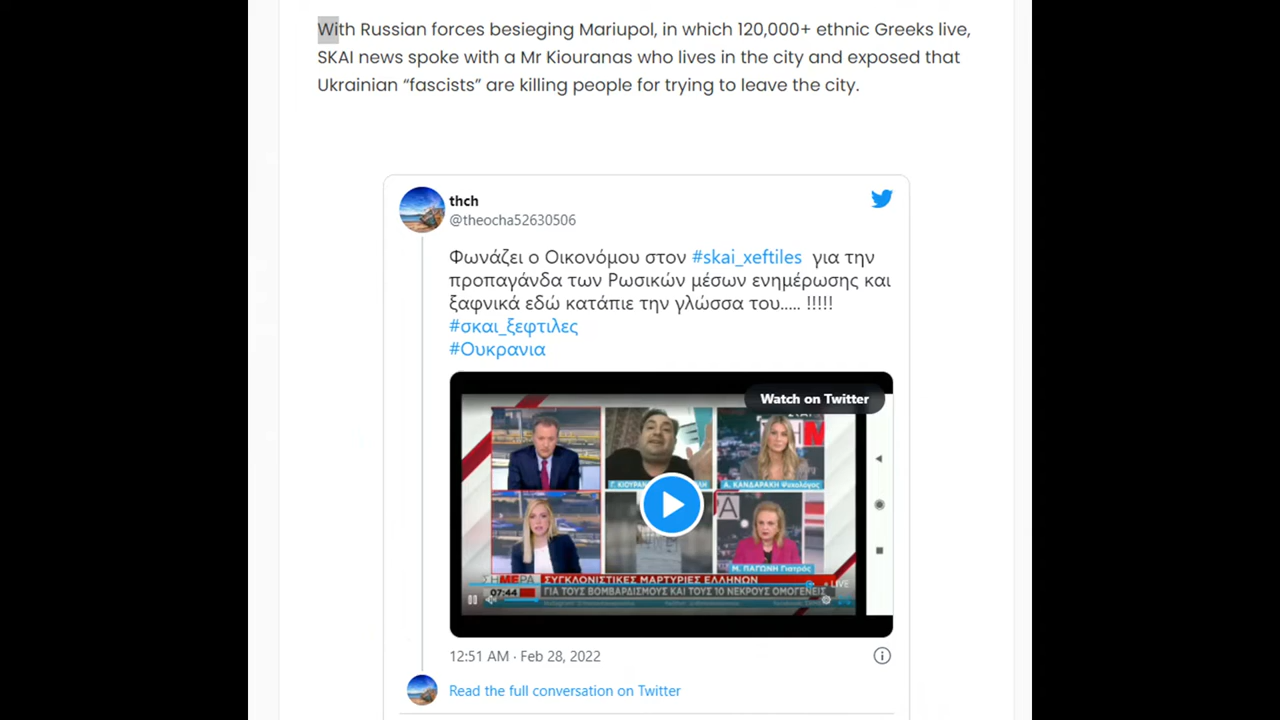 With Russian forces besieging Mariupol, in which 120,000+ ethnic Greeks live,
SKAI news spoke with a Mr Kiouranas who lives in the city and exposed that
Ukrainian “fascists” are killing people for trying to leave the city.
thch
@theocha52630506
Φωνάζει ο Οικονόμου στον #skai_xeftiles για την
προπαγάνδα των Ρωσικών μέσων ενημέρωσης και
ξαφνικά εδώ κατάπιε την γλώσσα του..... !!!!!
#σκαι_ξεφτιλες
#Ουκρανια
Watch on Twitter
Α. ΚΑΝΔΑΡΑΚΗ Ψυχολόγος
Μ. ΠΑΓΩΝΗ Γιατρός
ΣΗΜΕΡΑ
ΣΥΓΚΛΟΝΙΣΤΙΚΕΣ ΜΑΡΤΥΡΙΕΣ ΕΛΛΗΝΩΝ
LIVE
07:44
ΓΙΑ ΤΟΥΣ ΒΟΜΒΑΡΔΙΣΜΟΥΣ ΚΑΙ ΤΟΥΣ 10 ΝΕΚΡΟΥΣ ΟΜΟΓΕΝΕΙΣ
12:51 AM · Feb 28, 2022
Read the full conversation on Twitter